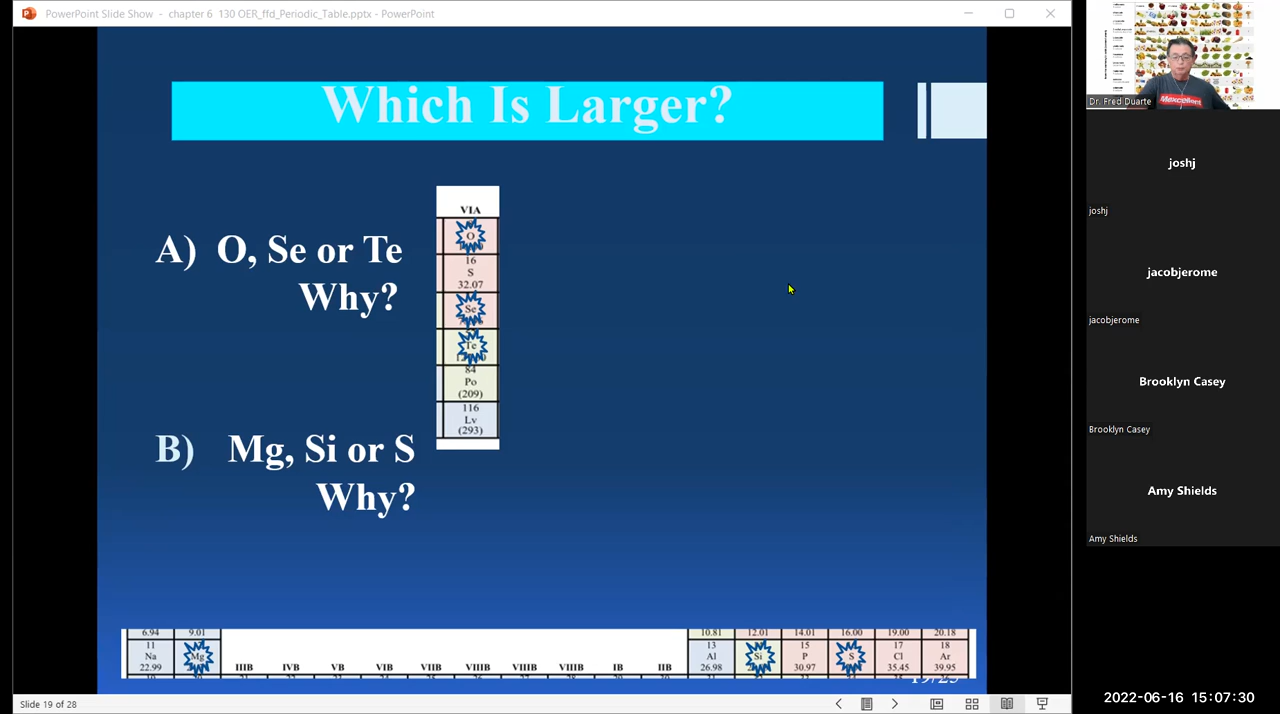 PowerPoint Slide Show - chapter 6 130 OER_ffd_Periodic_Table.pptx - PowerPoint
Which Is Larger?
A) O, Se or Te
Why?
VIA
O
16
S
32.07
Se
Te
84
Po
(209)
116
Lv
(293)
B) Mg, Si or S
Why?
6.94 9.01 10.81 12.01 14.01 16.00 19.00 20.18
11 13 15 17 18
Na Mg Al Si P S Cl Ar
22.99 IIIB IVB VB VIB VIIB VIIIB VIIIB VIIIB IB IIB 26.98 30.97 35.45 39.95
Slide 19 of 28
Dr. Fred Duarte
Mexcellent
joshj
joshj
jacobjerome
jacobjerome
Brooklyn Casey
Brooklyn Casey
Amy Shields
Amy Shields
2022-06-16 15:07:30